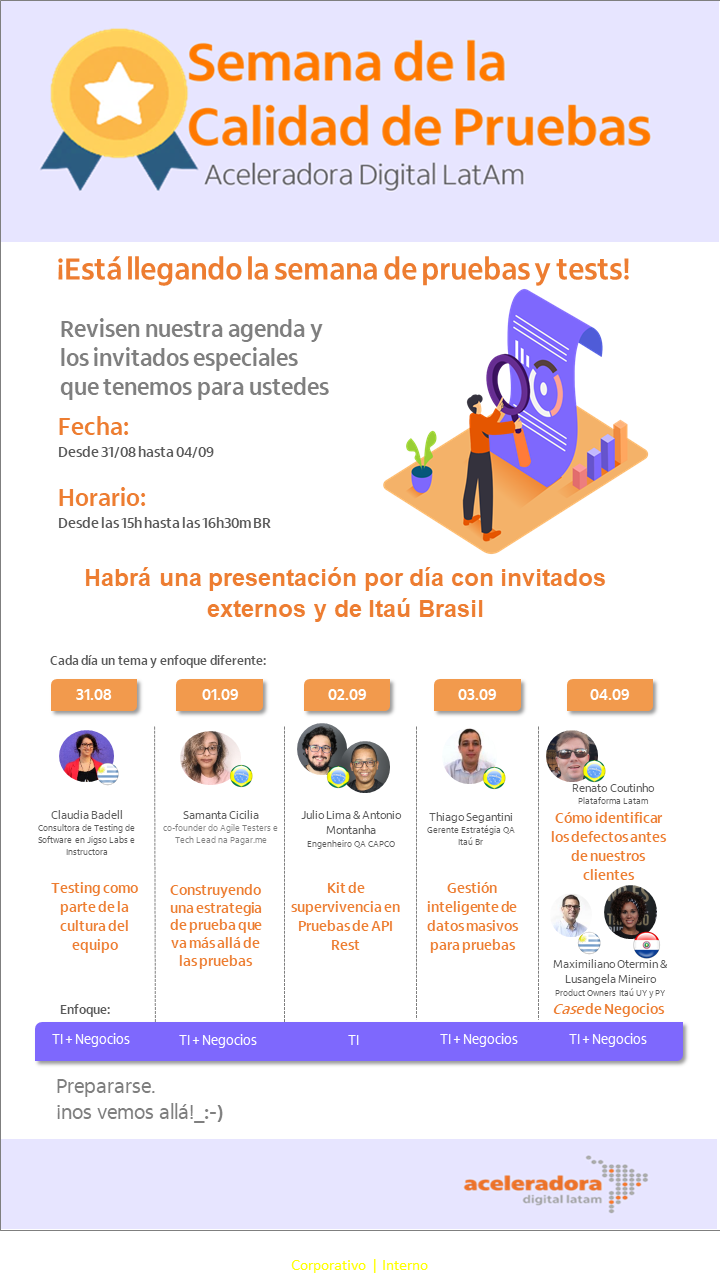 Semana de la
Calidad de Pruebas
Aceleradora Digital LatAm
¡Está llegando la semana de pruebas y tests!
Revisen nuestra agenda y
los invitados especiales
que tenemos para ustedes
Fecha:
Desde 31/08 hasta 04/09
Horario:
Desde las 15h hasta las 16h30m BR
Habrá una presentación por día con invitados
externos y de Itaú Brasil
Cada día un tema y enfoque diferente:
31.08
Claudia Badell
Consultora de Testing de
Software en Jigso Labs e
Instructora
Testing como
parte de la
cultura del
equipo
01.09
Samanta Cicilia
co-founder do Agile Testers e
Tech Lead na Pagar.me
Construyendo
una estrategia
de prueba que
va más allá de
las pruebas
02.09
Julio Lima & Antonio
Montanha
Engenheiro QA CAPCO
Kit de
supervivencia en
Pruebas de API
Rest
03.09
Thiago Segantini
Gerente Estratégia QA
Itaú Br
Gestión
inteligente de
datos masivos
para pruebas
04.09
Renato Coutinho
Plataforma Latam
Cómo identificar
los defectos antes
de nuestros
clientes
Maximiliano Otermin &
Lusangela Mineiro
Product Owners Itaú UY y PY
Case de Negocios
Enfoque:
TI + Negocios
TI + Negocios
TI
TI + Negocios
TI + Negocios
Prepararse.
¡nos vemos allá!_:-)
aceleradora
digital latam
Corporativo | Interno